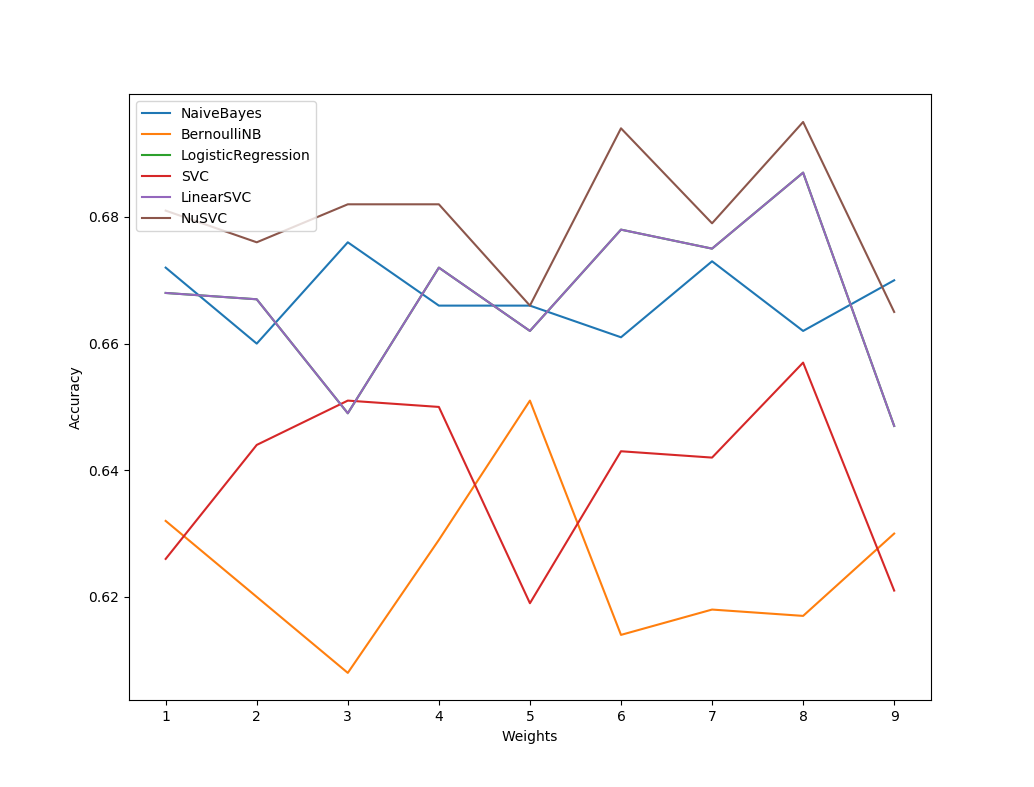 NaiveBayes
BernoulliNB
LogisticRegression
SVC
LinearSVC
NuSVC
0.68
0.66
0.64
0.62
Accuracy
1 2 3 4 5 6 7 8 9
Weights